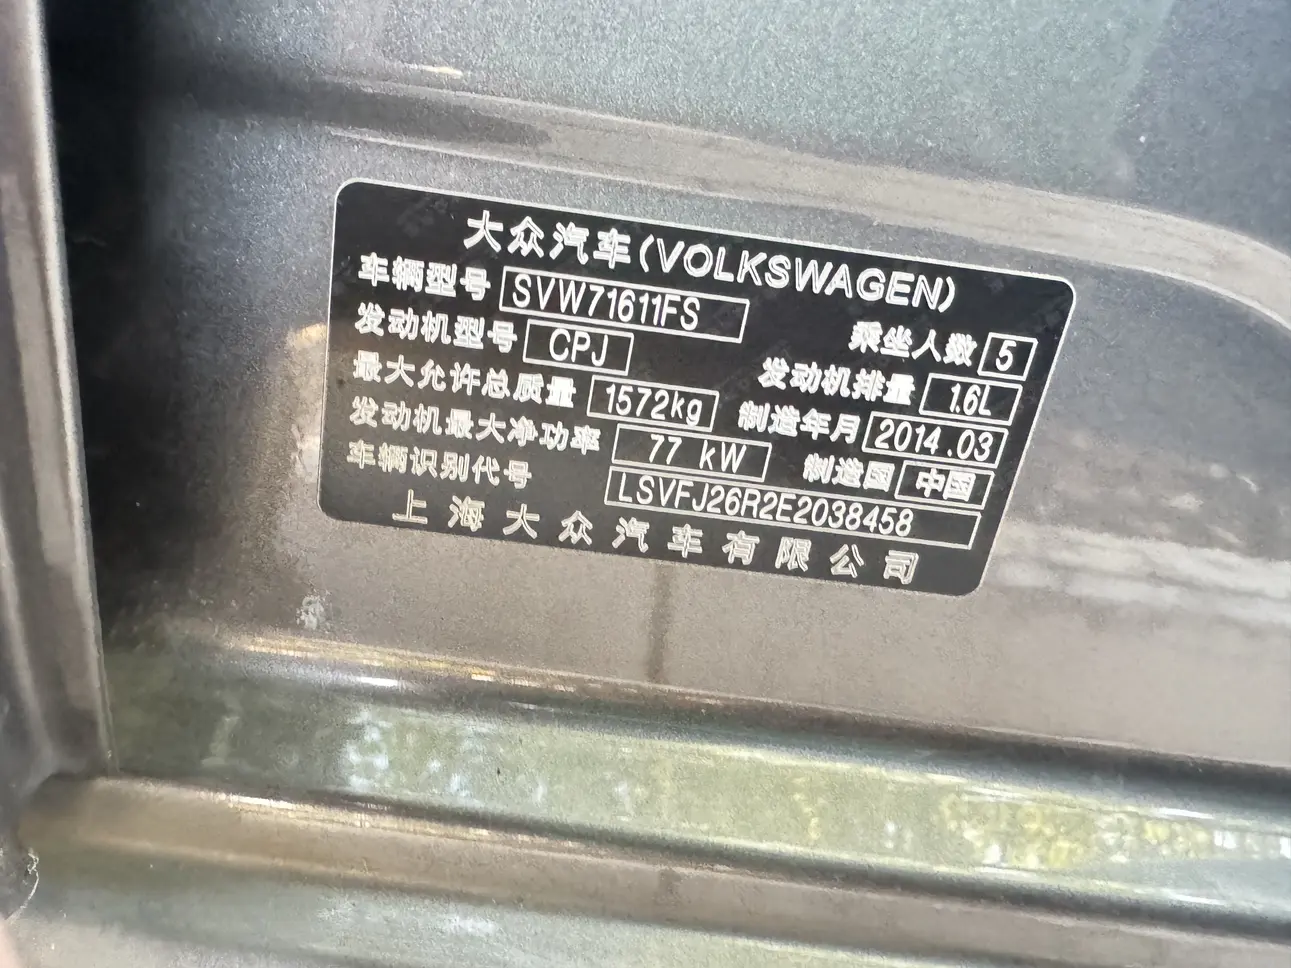 大众汽车(VOLKSWAGEN)
车辆型号 SVW71611FS 乘坐人数 5
发动机型号 CPJ 发动机排量 1.6L
最大允许总质量 1572kg 制造年月 2014.03
发动机最大净功率 77 kW 制造国 中国
车辆识别代号 LSVFJ26R2E2038458
上海大众汽车有限公司